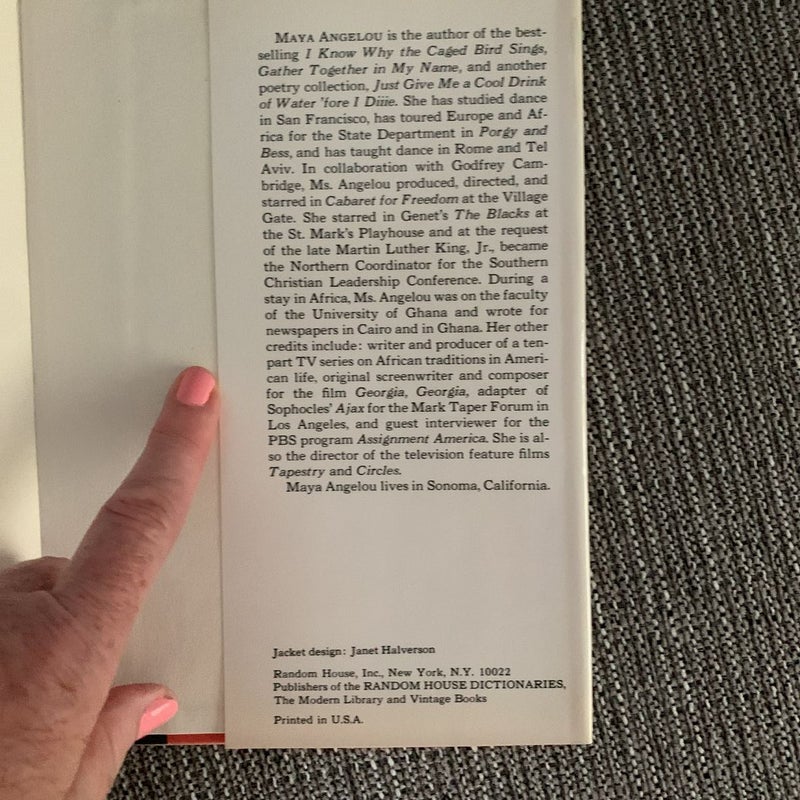 MAYA ANGELOU is the author of the best-
selling I Know Why the Caged Bird Sings,
Gather Together in My Name, and another
poetry collection, Just Give Me a Cool Drink
of Water 'fore I Diiie. She has studied dance
in San Francisco, has toured Europe and Af-
rica for the State Department in Porgy and
Bess, and has taught dance in Rome and Tel
Aviv. In collaboration with Godfrey Cam-
bridge, Ms. Angelou produced, directed, and
starred in Cabaret for Freedom at the Village
Gate. She starred in Genet's The Blacks at
the St. Mark's Playhouse and at the request
of the late Martin Luther King, Jr., became
the Northern Coordinator for the Southern
Christian Leadership Conference. During a
stay in Africa, Ms. Angelou was on the faculty
of the University of Ghana and wrote for
newspapers in Cairo and in Ghana. Her other
credits include: writer and producer of a ten-
part TV series on African traditions in Ameri-
can life, original screenwriter and composer
for the film Georgia, Georgia, adapter of
Sophocles' Ajax for the Mark Taper Forum in
Los Angeles, and guest interviewer for the
PBS program Assignment America. She is al-
so the director of the television feature films
Tapestry and Circles.
Maya Angelou lives in Sonoma, California.
Jacket design: Janet Halverson
Random House, Inc., New York, N.Y. 10022
Publishers of the RANDOM HOUSE DICTIONARIES,
The Modern Library and Vintage Books
Printed in U.S.A.